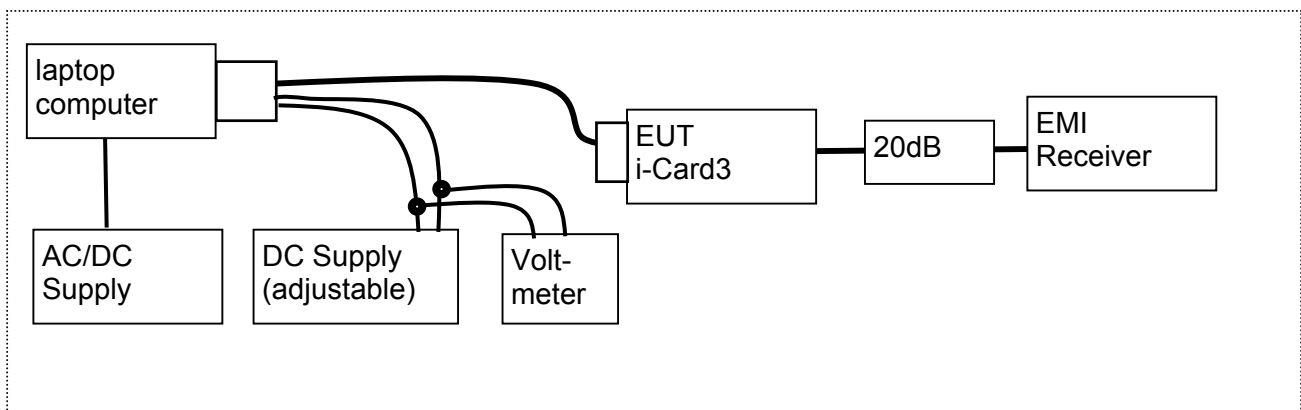 laptop
computer
EUT
i-Card3
20dB
EMI
Receiver
AC/DC
Supply
DC Supply
(adjustable)
Volt-
meter